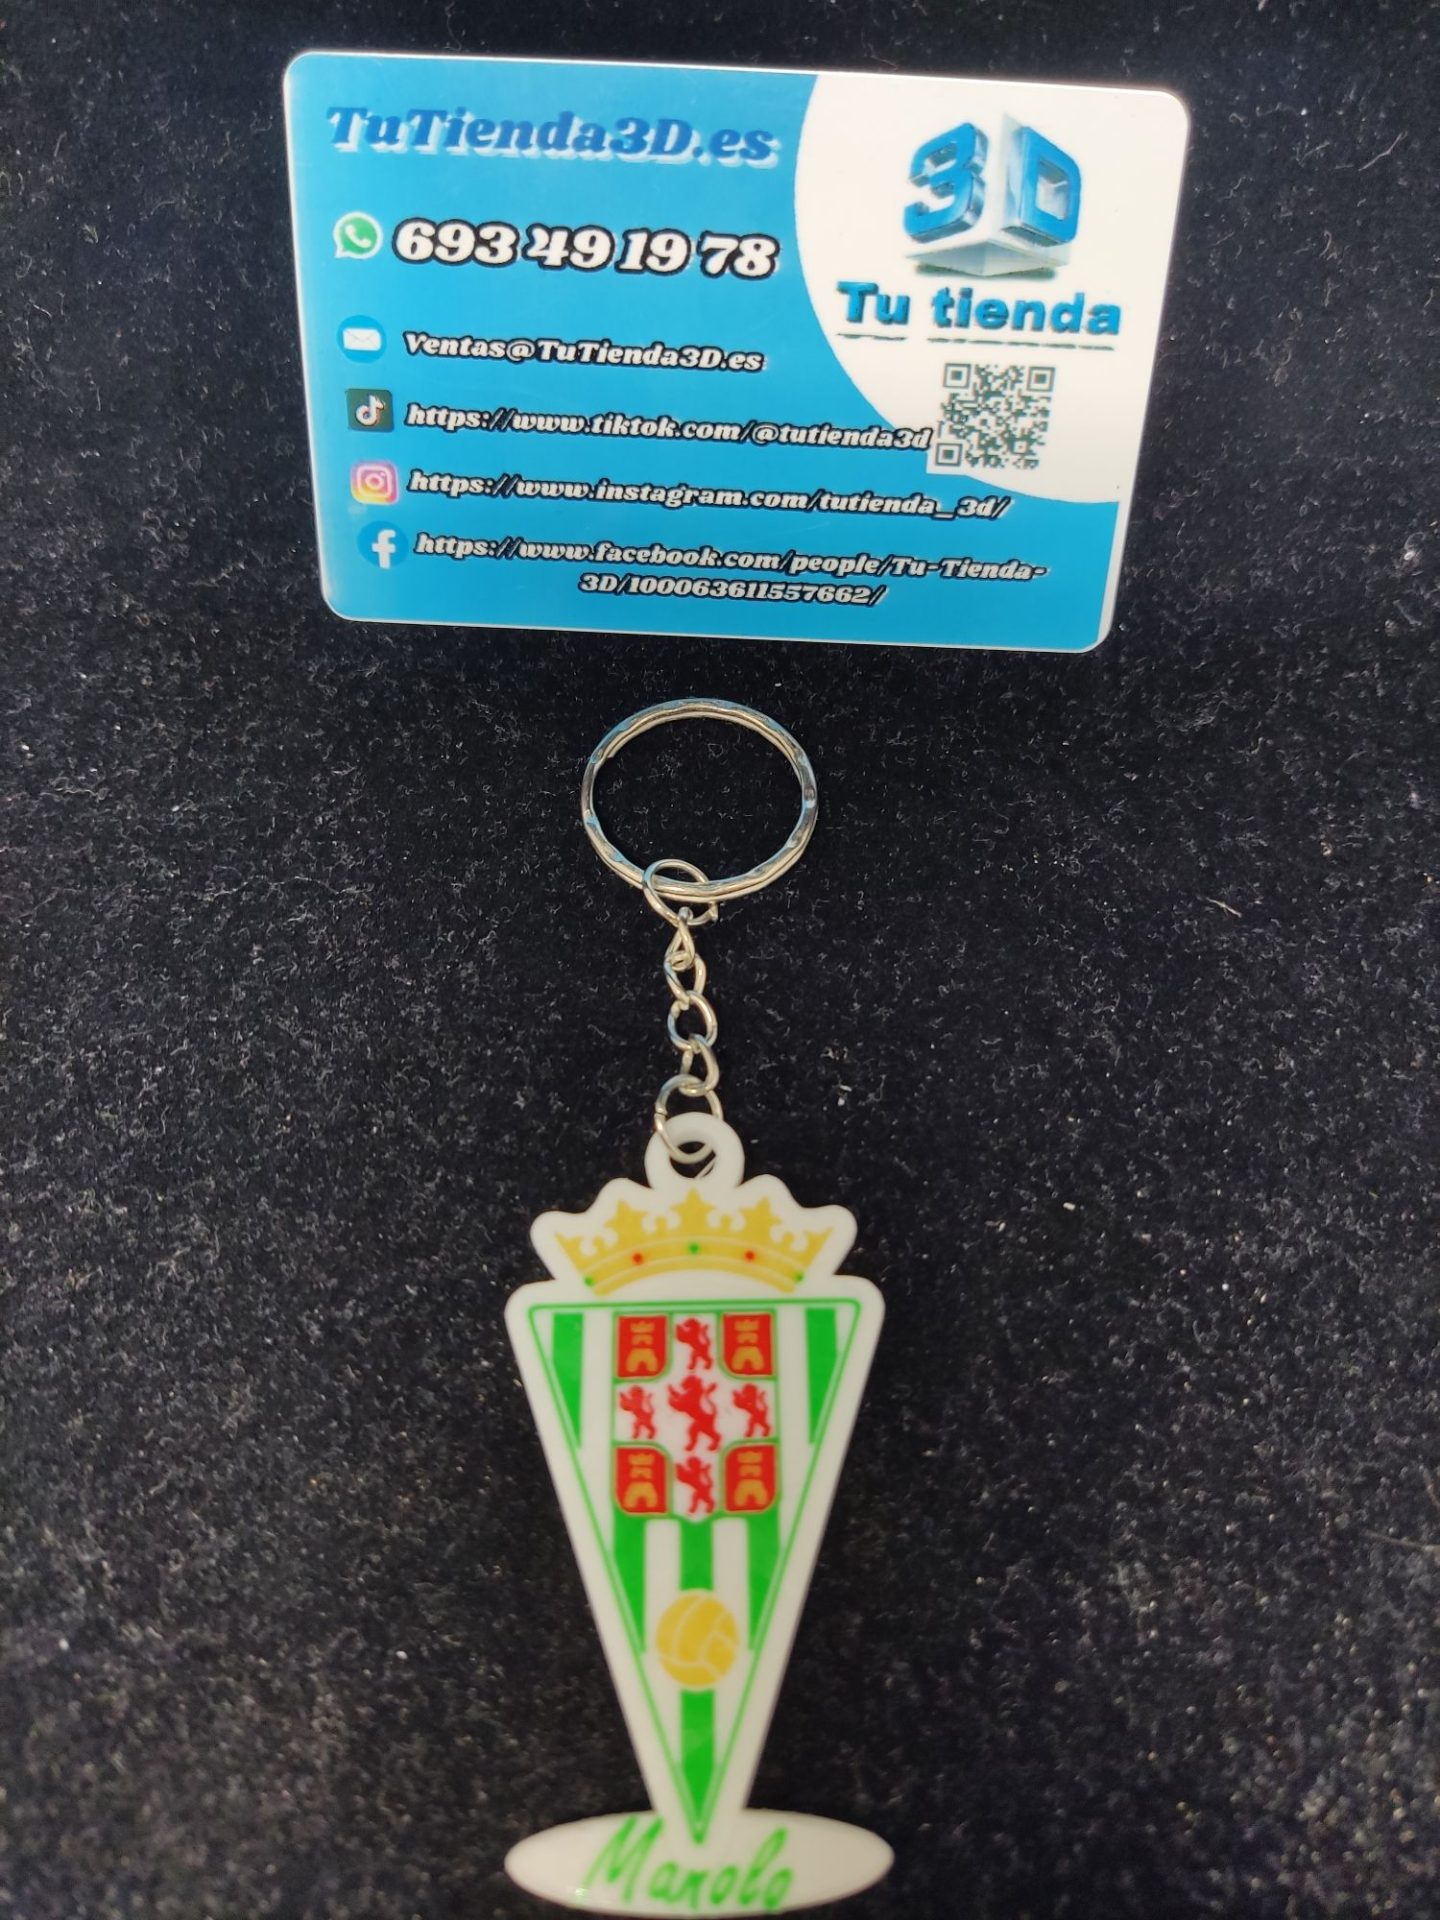 TuTienda3D.es
693 49 19 78
Ventas@TuTienda3D.es
https://www.tiktok.com/@tutienda3d
https://www.instagram.com/tutienda_3d/
https://www.facebook.com/people/Tu-Tienda-
3D/100063611557662/
3D
Tu tienda
Manolo